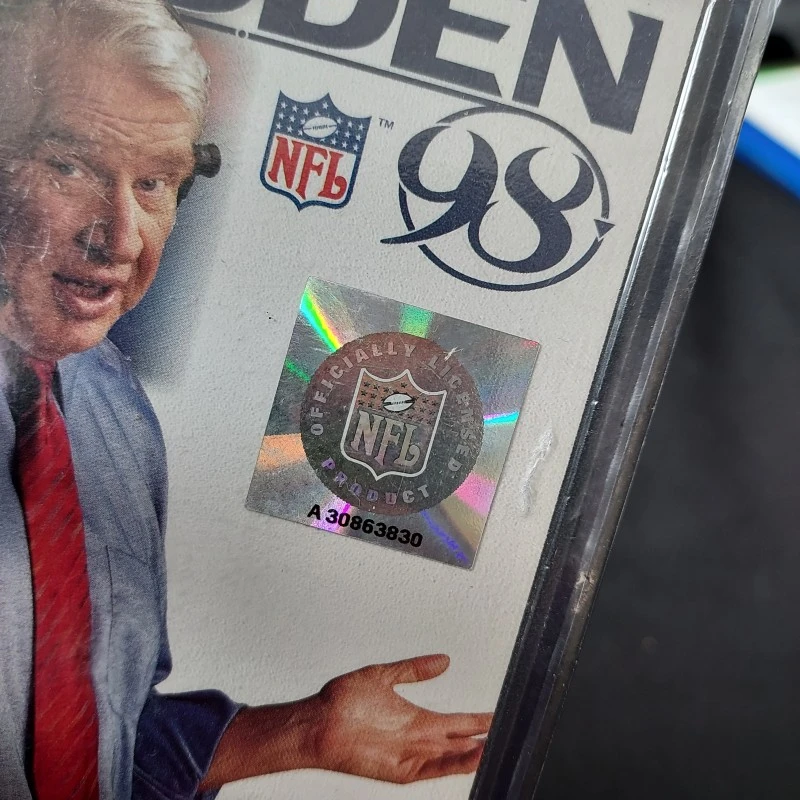 DDEN
NFL
TM
98
OFFICIALLY LICENSED
NFL
PRODUCT
A 30863830